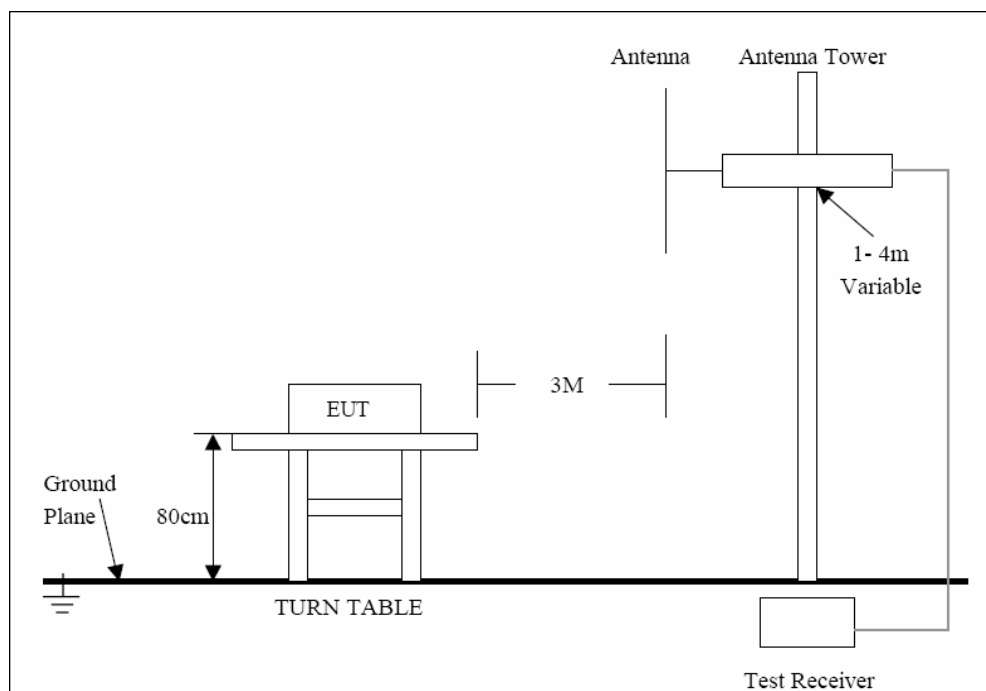 Antenna
Antenna Tower
1- 4m
Variable
3M
EUT
Ground
Plane
80cm
TURN TABLE
Test Receiver